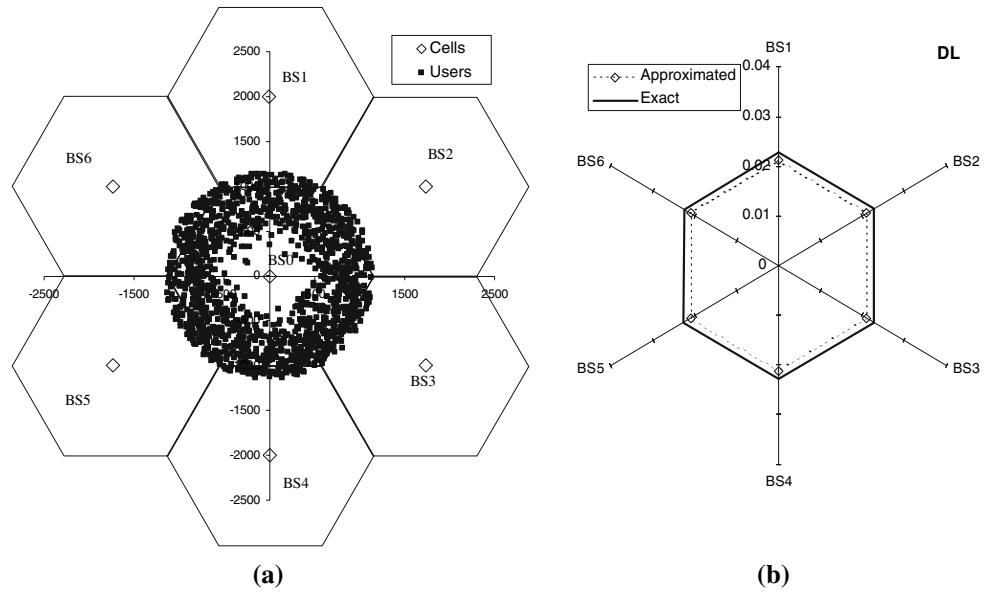 2500
Cells
Users
BS1
2000
1500
BS6
BS2
BS0
0
-2500
-1500
1500
2500
BS5
BS3
-1500
-2000
BS4
-2500
(a)
BS1
DL
0.04
Approximated
Exact
0.03
BS6
BS2
0.02
0.01
0
BS5
BS3
BS4
(b)